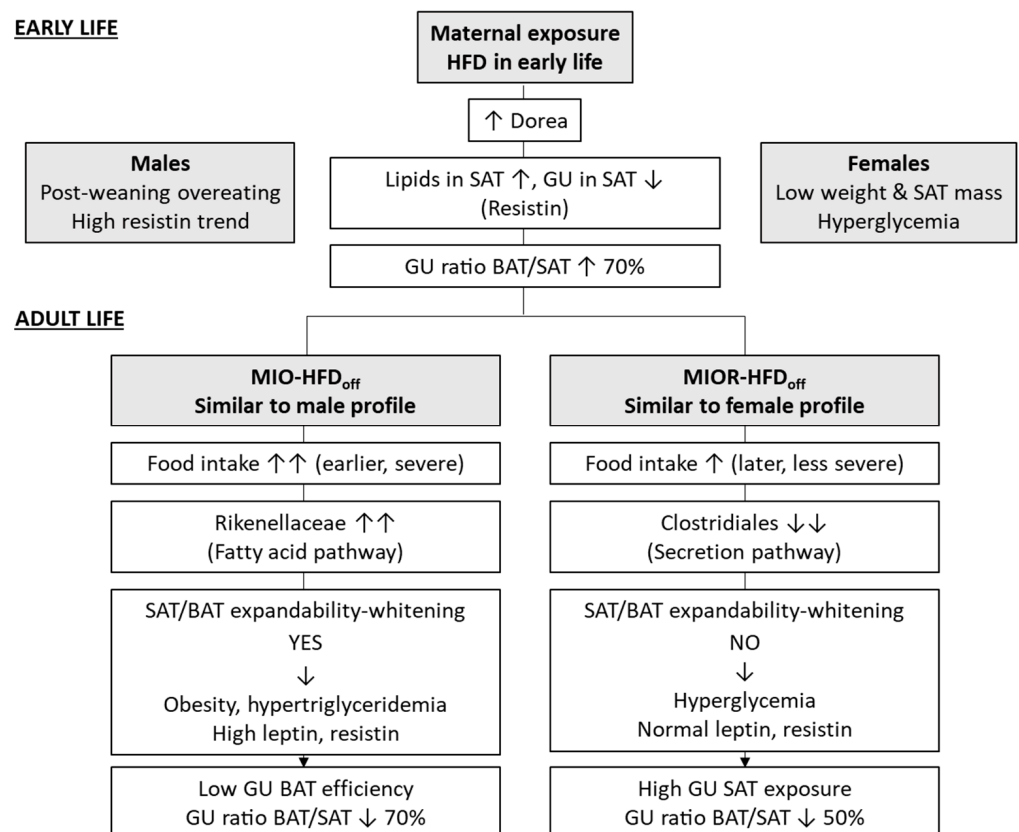 EARLY LIFE
Maternal exposure
HFD in early life
↑ Dorea
Males
Post-weaning overeating
High resistin trend
Lipids in SAT ↑, GU in SAT ↓
(Resistin)
Females
Low weight & SAT mass
Hyperglycemia
GU ratio BAT/SAT ↑ 70%
ADULT LIFE
MIO-HFDoff
Similar to male profile
Food intake ↑↑ (earlier, severe)
Rikenellaceae ↑↑
(Fatty acid pathway)
SAT/BAT expandability-whitening
YES
↓
Obesity, hypertriglyceridemia
High leptin, resistin
Low GU BAT efficiency
GU ratio BAT/SAT ↓ 70%
MIOR-HFDoff
Similar to female profile
Food intake ↑ (later, less severe)
Clostridiales ↓↓
(Secretion pathway)
SAT/BAT expandability-whitening
NO
↓
Hyperglycemia
Normal leptin, resistin
High GU SAT exposure
GU ratio BAT/SAT ↓ 50%